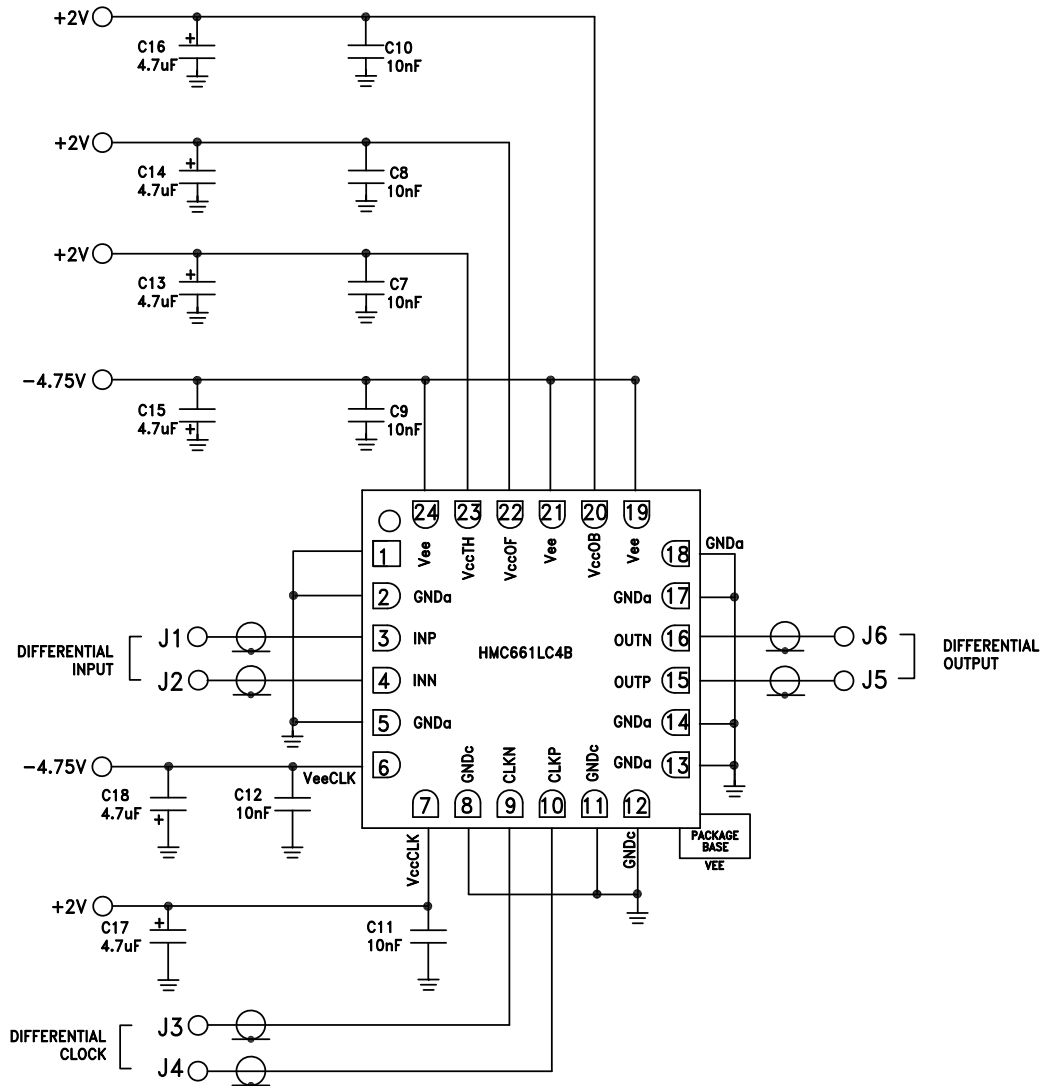 +2V
+
C16
4.7uF
C10
10nF
+2V
+
C14
4.7uF
C8
10nF
+2V
+
C13
4.7uF
C7
10nF
-4.75V
C15
4.7uF
+
C9
10nF
24
23
22
21
20
19
Vee
VccTH
VccOF
Vee
VccOB
Vee
1
18
GNDa
2
GNDa
GNDa
17
DIFFERENTIAL
INPUT
J1
3
INP
HMC661LC4B
OUTN
16
J6
DIFFERENTIAL
OUTPUT
J2
4
INN
OUTP
15
J5
5
GNDa
GNDa
14
-4.75V
VeeCLK
6
GNDc
CLKN
CLKP
GNDc
GNDa
13
C18
4.7uF
+
C12
10nF
7
8
9
10
11
12
VccCLK
GNDc
PACKAGE
BASE
VEE
+2V
+
C17
4.7uF
C11
10nF
DIFFERENTIAL
CLOCK
J3
J4